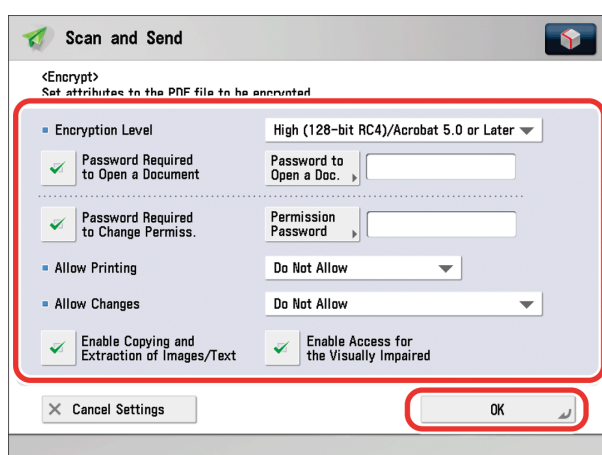 Scan and Send
<Encrypt>
Set attributes to the PDF file to be encrypted
Encryption Level
High (128-bit RC4)/Acrobat 5.0 or Later
Password Required
to Open a Document
Password to
Open a Doc.
Password Required
to Change Permiss.
Permission
Password
Allow Printing
Do Not Allow
Allow Changes
Do Not Allow
Enable Copying and
Extraction of Images/Text
Enable Access for
the Visually Impaired
Cancel Settings
OK